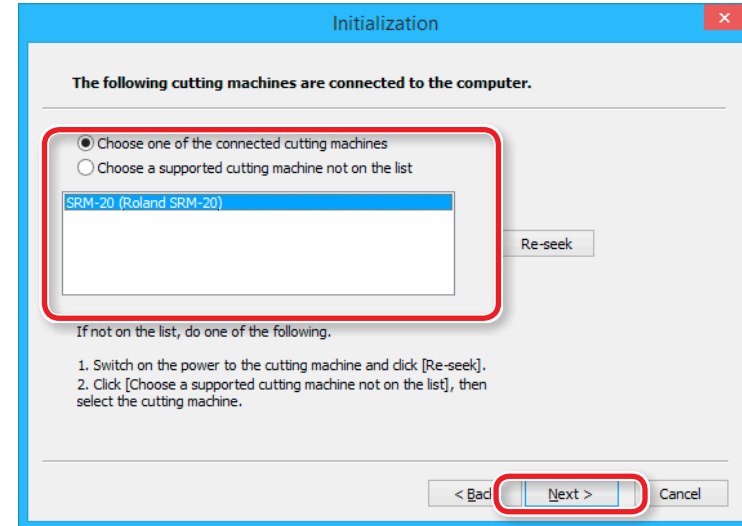 Initialization
The following cutting machines are connected to the computer.
Choose one of the connected cutting machines
Choose a supported cutting machine not on the list
SRM-20 (Roland SRM-20)
Re-seek
If not on the list, do one of the following.
1. Switch on the power to the cutting machine and click [Re-seek].
2. Click [Choose a supported cutting machine not on the list], then
select the cutting machine.
< Back
Next >
Cancel